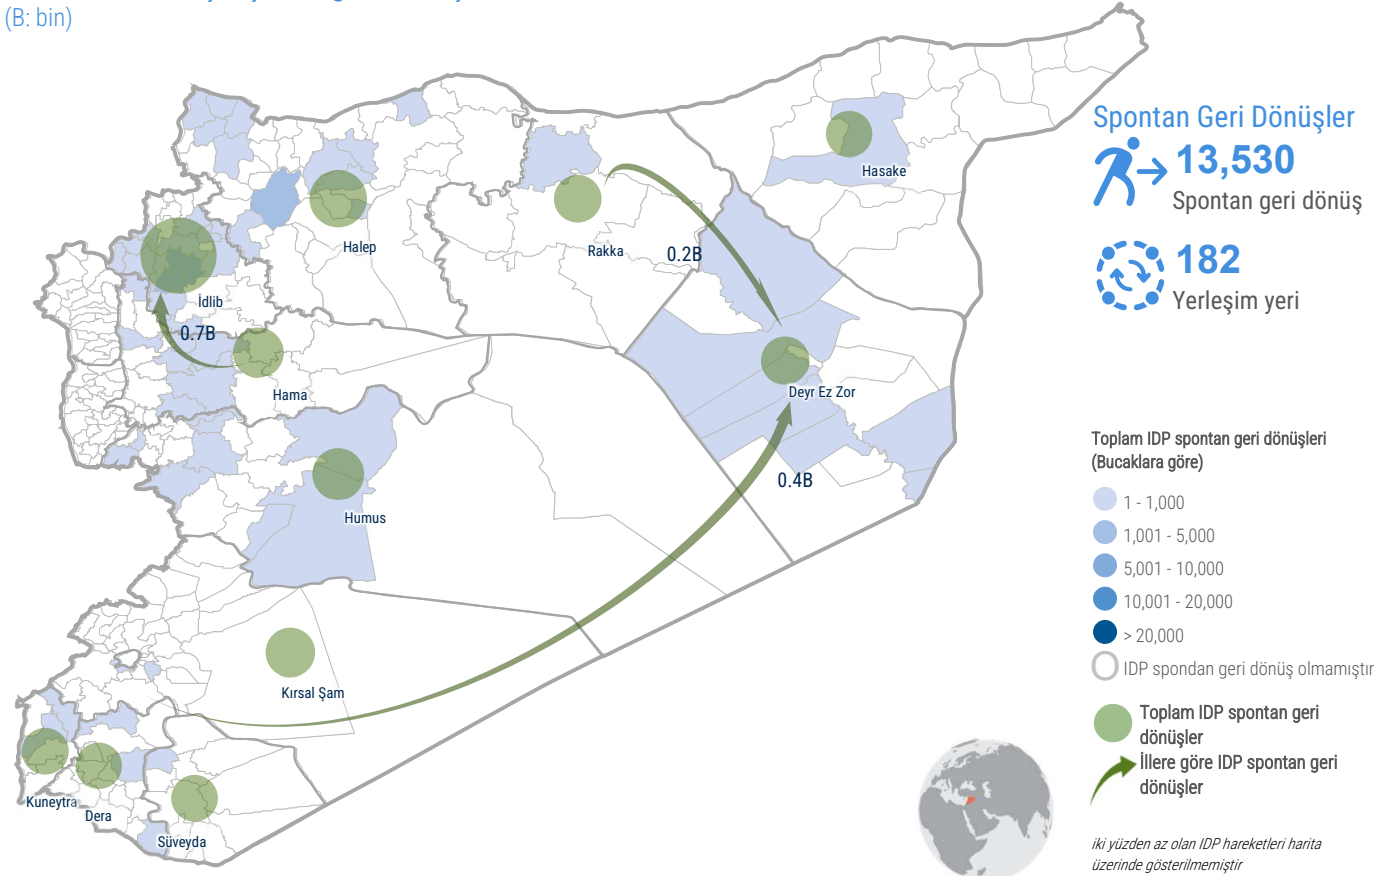 (B: bin)
Spontan Geri Dönüşler
13,530
Spontan geri dönüş
182
Yerleşim yeri
Hasake
Halep
Rakka
0.2B
İdlib
0.7B
Hama
Deyr Ez Zor
0.4B
Humus
Kırsal Şam
Kuneytra
Dera
Süveyda
Toplam IDP spontan geri dönüşleri
(Bucaklara göre)
1 - 1,000
1,001 - 5,000
5,001 - 10,000
10,001 - 20,000
> 20,000
IDP spondan geri dönüş olmamıştır
Toplam IDP spontan geri
dönüşler
İllere göre IDP spontan geri
dönüşler
iki yüzden az olan IDP hareketleri harita
üzerinde gösterilmemiştir